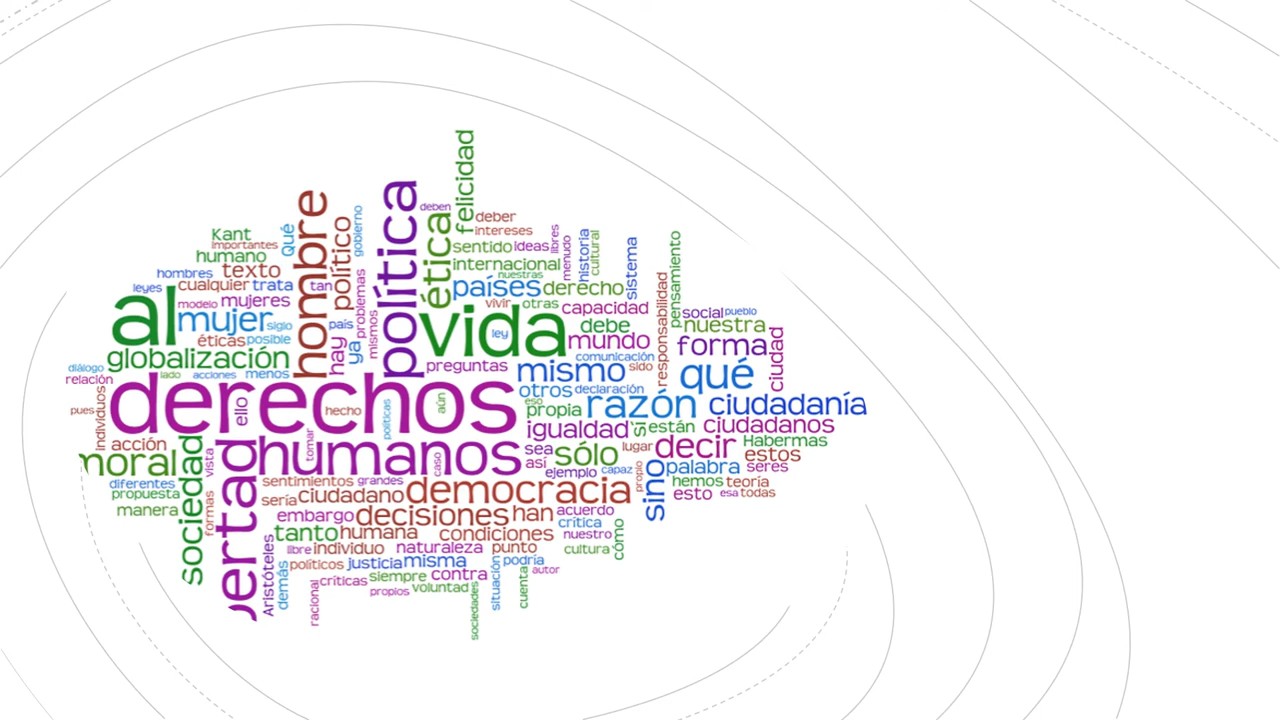 felicidad
política
deben
deber
intereses
hombre
político
gobierno
ética
Kant
Qué
importantes
humano
sentido
ideas
libres
menudo
historia
cultural
sistema
pensamiento
internacional
nuestras
hombres
texto
leyes
cualquier
trata
tan
problemas
países
derecho
al
modelo
mujeres
vivir
otras
capacidad
responsabilidad
social
pueblo
mujer
siglo
país
mismos
vida
ley
debe
nuestra
éticas
posible
hay
ya
mundo
forma
ciudad
globalización
comunicación
diálogo
lado
acciones
menos
preguntas
mismo
sido
qué
relación
derechos
otros
declaración
individuos
pues
ello
hecho
políticas
aún
eso
propia
razón
ciudadanía
igualdad
sí
están
ciudadanos
acción
sociedad
vista
ertad
humanos
tomar
caso
sea
así
sólo
lugar
decir
Habermas
estos
moral
ejemplo
capaz
propio
sino
palabra
seres
diferentes
sentimientos
grandes
hemos
teoría
propuesta
formas
sería
ciudadano
democracia
esto
esa
todas
manera
embargo
decisiones
han
acuerdo
crítica
tanto
humana
condiciones
nuestro
cómo
Aristóteles
libre
individuo
naturaleza
punto
cultura
demás
políticos
justicia
misma
situación
podría
racional
críticas
siempre
contra
cuenta
autor
propios
voluntad
sociedades